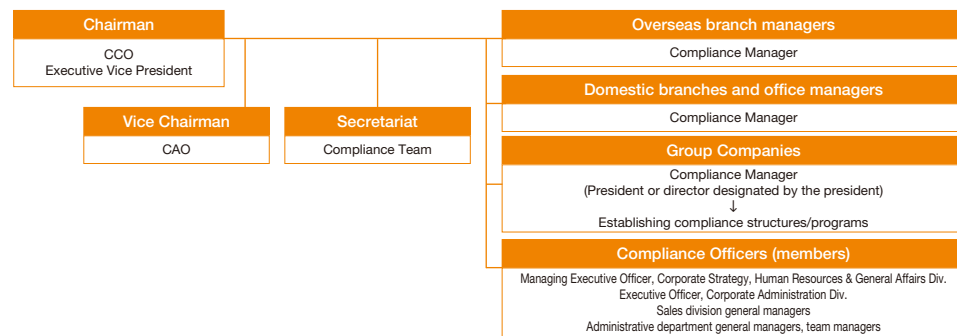 Chairman
CCO
Executive Vice President
Vice Chairman
CAO
Secretariat
Compliance Team
Overseas branch managers
Compliance Manager
Domestic branches and office managers
Compliance Manager
Group Companies
Compliance Manager
(President or director designated by the president)
↓
Establishing compliance structures/programs
Compliance Officers (members)
Managing Executive Officer, Corporate Strategy, Human Resources & General Affairs Div.
Executive Officer, Corporate Administration Div.
Sales division general managers
Administrative department general managers, team managers